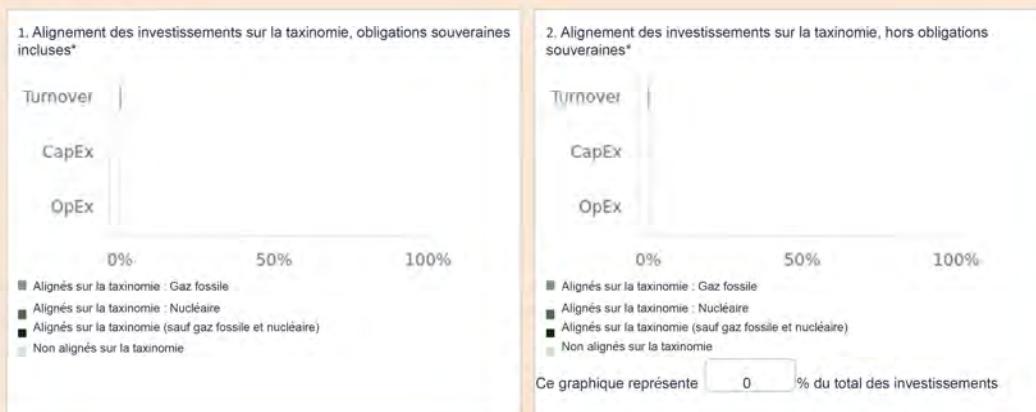 1. Alignement des investissements sur la taxinomie, obligations souveraines
incluses*
Turnover
CapEx
OpEx
0% 50% 100%
Alignés sur la taxinomie : Gaz fossile
Alignés sur la taxinomie : Nucléaire
Alignés sur la taxinomie (sauf gaz fossile et nucléaire)
Non alignés sur la taxinomie
2. Alignement des investissements sur la taxinomie, hors obligations
souveraines*
Turnover
CapEx
OpEx
0% 50% 100%
Alignés sur la taxinomie : Gaz fossile
Alignés sur la taxinomie : Nucléaire
Alignés sur la taxinomie (sauf gaz fossile et nucléaire)
Non alignés sur la taxinomie
Ce graphique représente 0 % du total des investissements